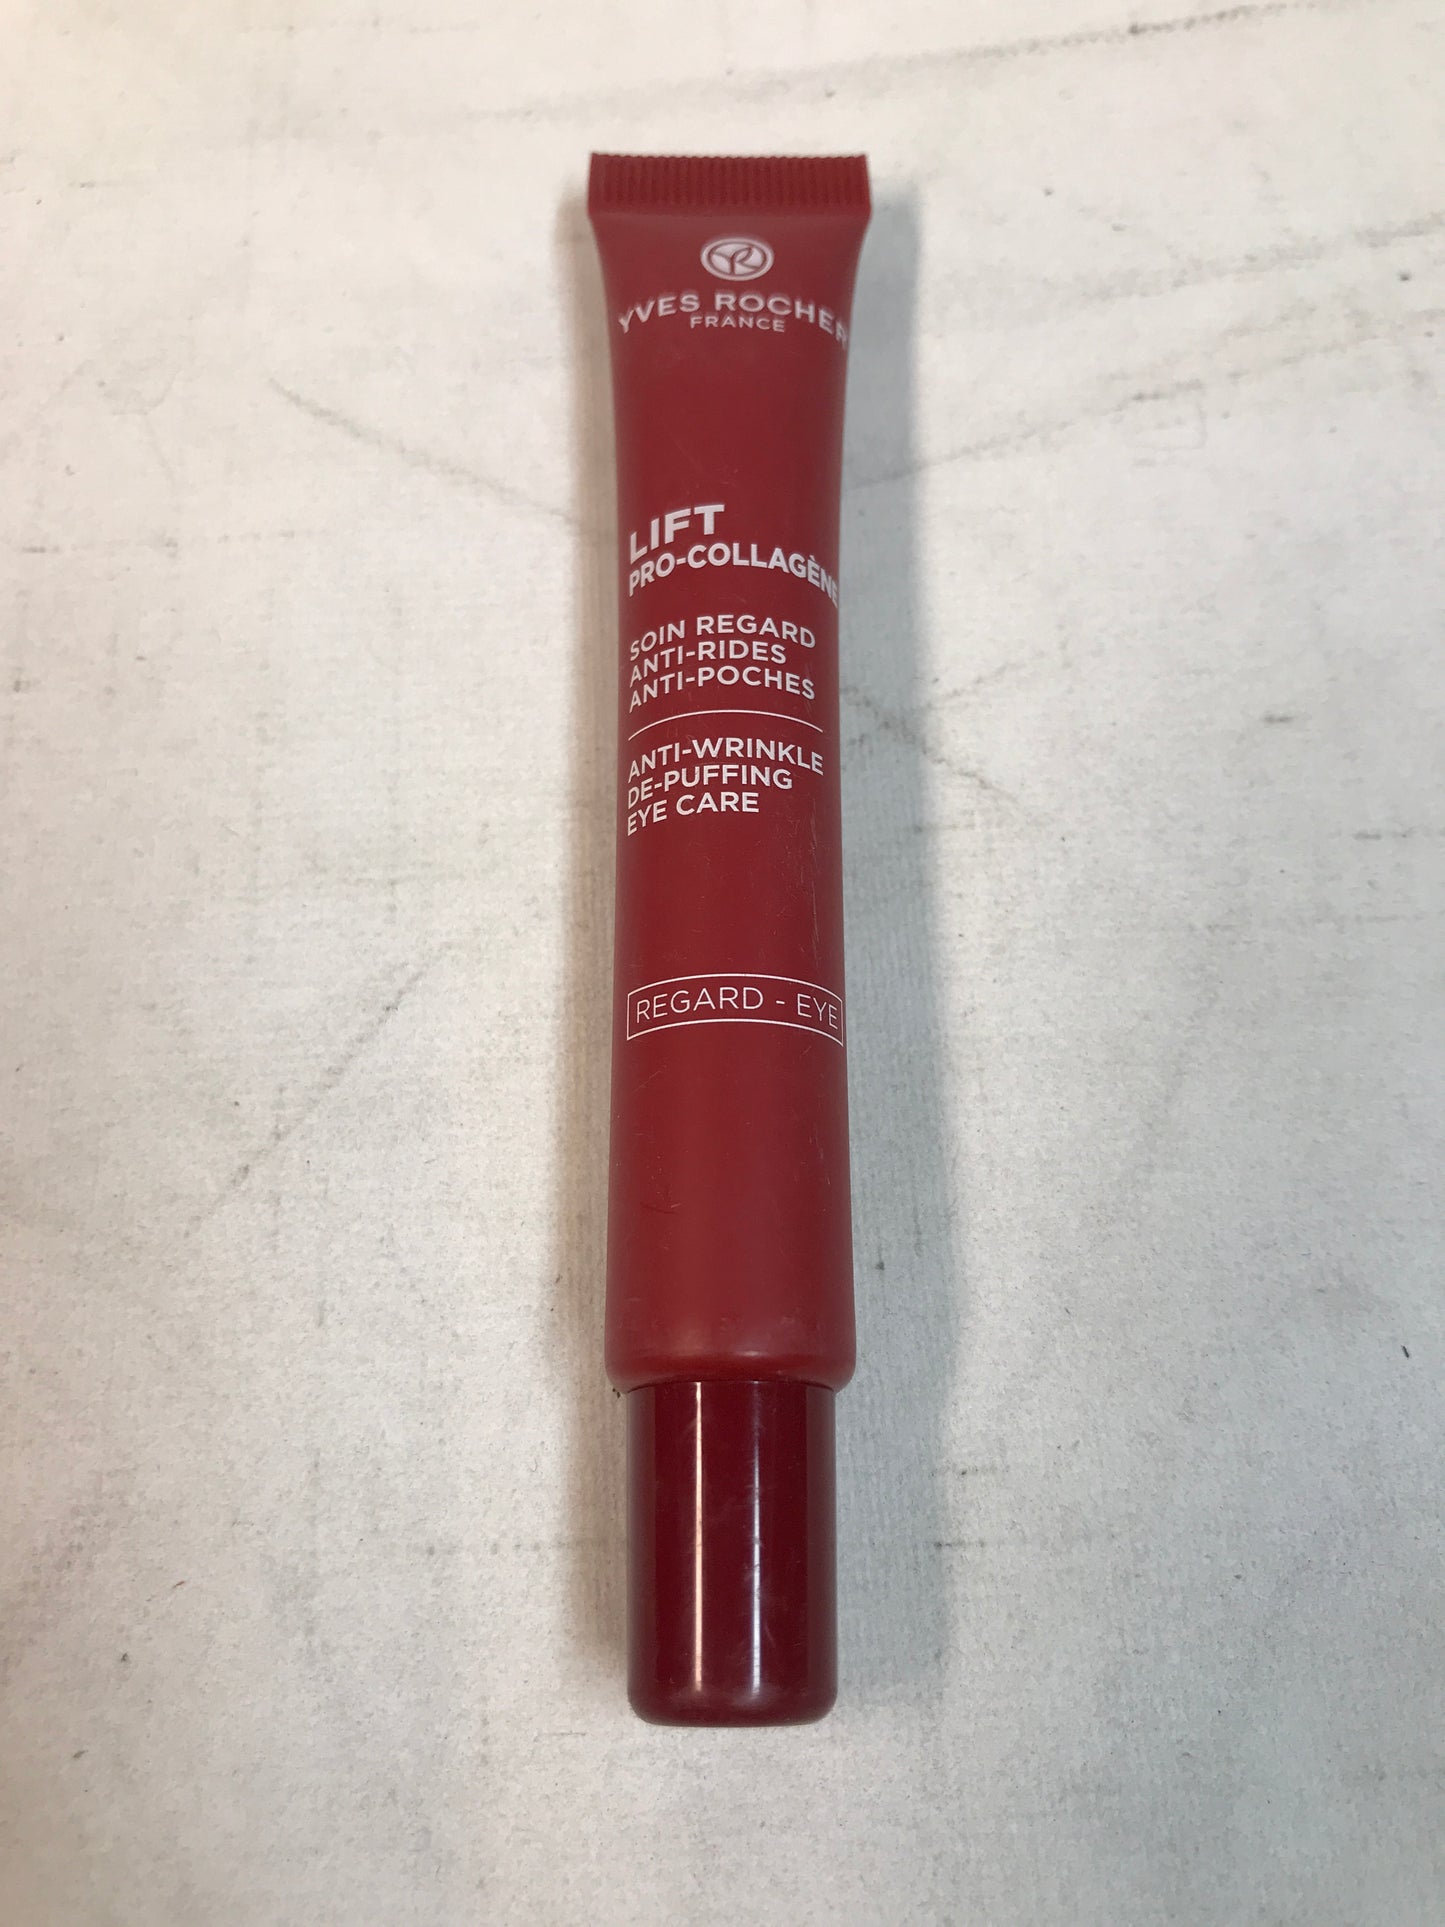 YR
YVES ROCHER
FRANCE
LIFT
PRO-COLLAGÈNE
SOIN REGARD
ANTI-RIDES
ANTI-POCHES
ANTI-WRINKLE
DE-PUFFING
EYE CARE
REGARD - EYE